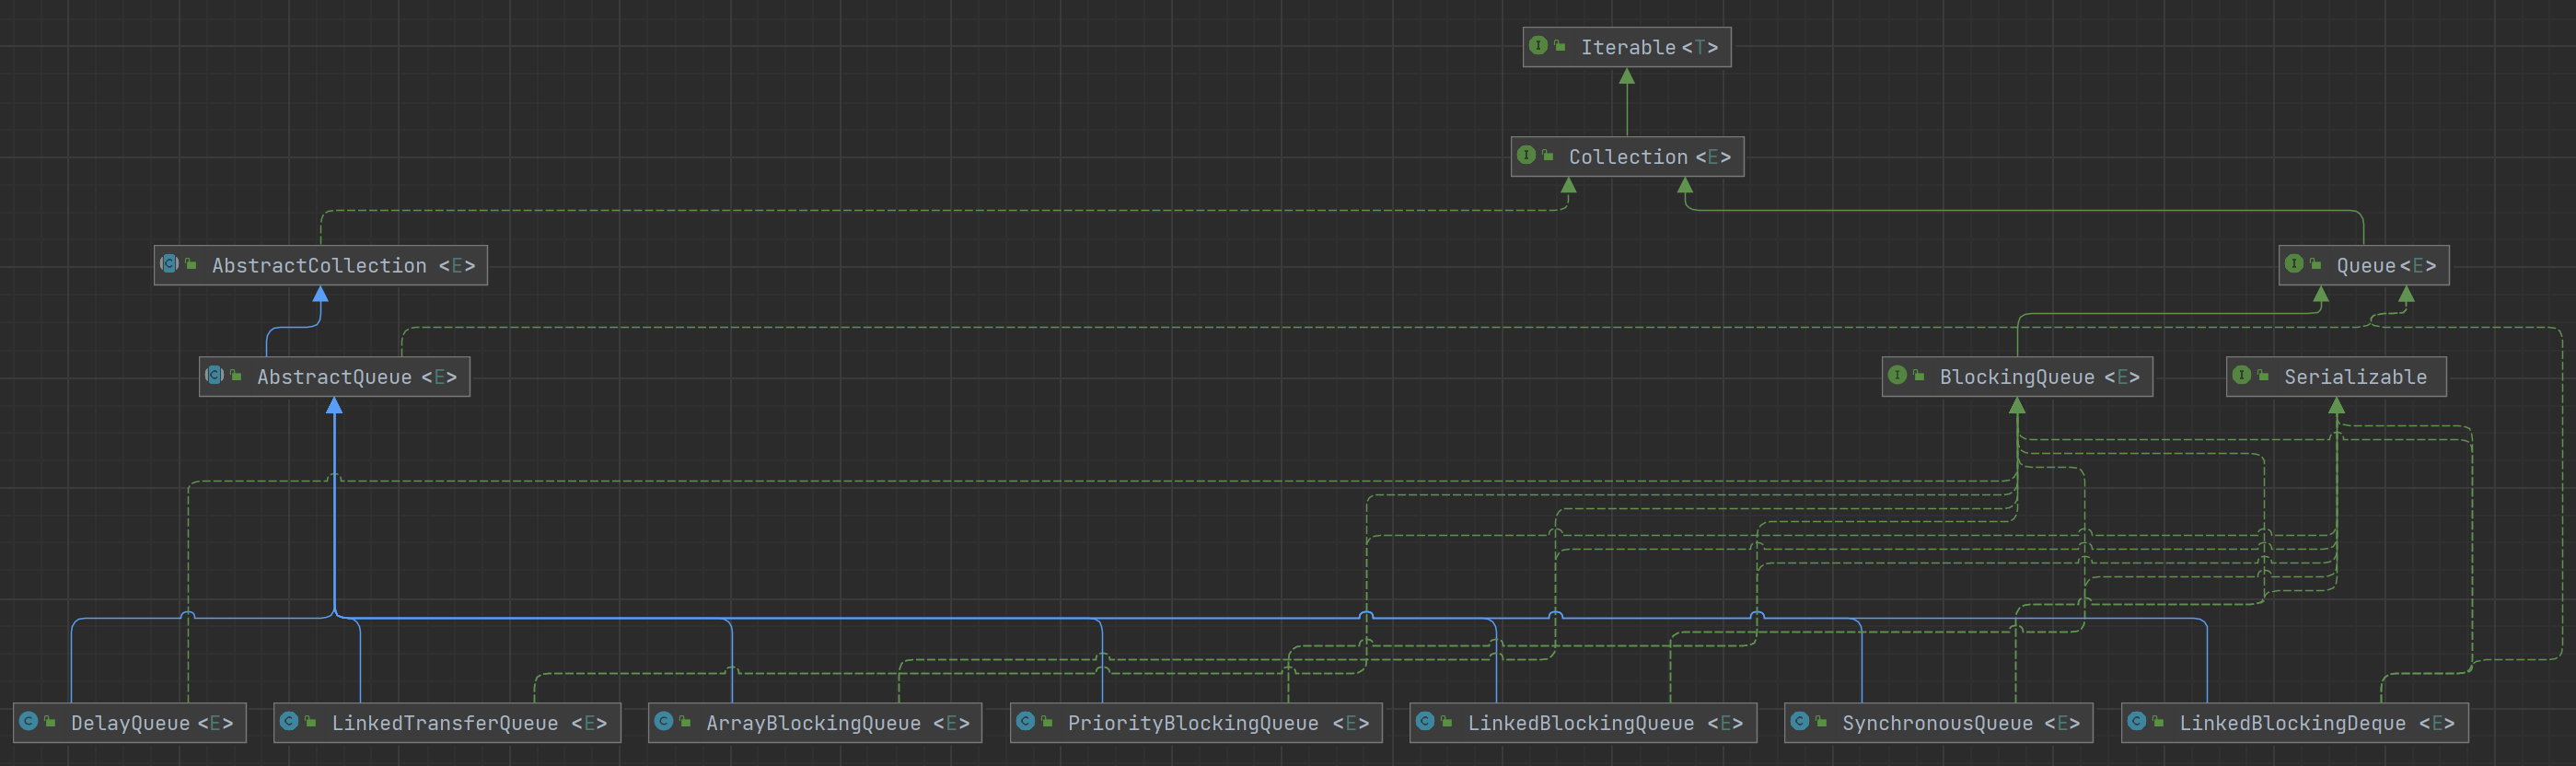 Iterable<T>
Collection<E>
AbstractCollection <E>
Queue<E>
AbstractQueue <E>
BlockingQueue <E>
Serializable
DelayQueue<E>
LinkedTransferQueue <E>
ArrayBlockingQueue <E>
PriorityBlockingQueue <E>
LinkedBlockingQueue <E>
SynchronousQueue <E>
LinkedBlockingDeque <E>